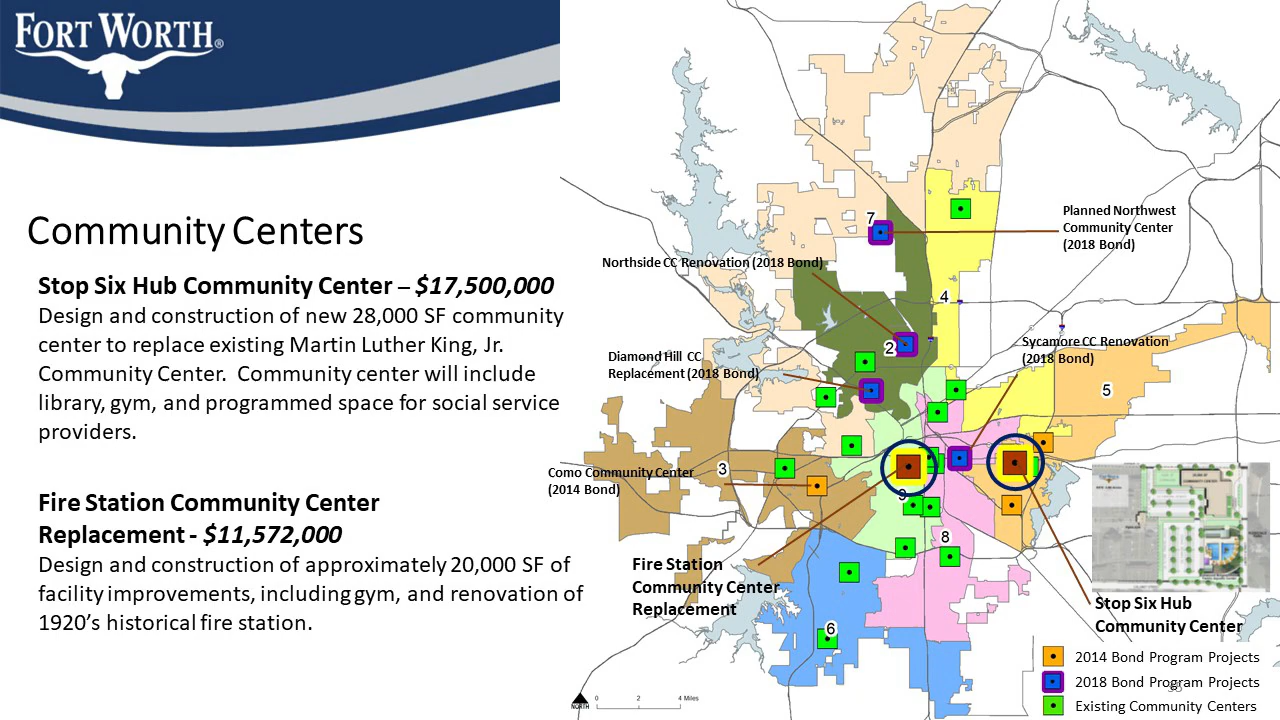 FORT WORTH®
Community Centers
Stop Six Hub Community Center – $17,500,000
Design and construction of new 28,000 SF community
center to replace existing Martin Luther King, Jr.
Community Center. Community center will include
library, gym, and programmed space for social service
providers.
Fire Station Community Center
Replacement - $11,572,000
Design and construction of approximately 20,000 SF of
facility improvements, including gym, and renovation of
1920’s historical fire station.
7
Planned Northwest
Community Center
(2018 Bond)
Northside CC Renovation (2018 Bond)
4
2
Sycamore CC Renovation
(2018 Bond)
Diamond Hill CC
Replacement (2018 Bond)
5
Como Community Center
(2014 Bond)
3
9
8
Fire Station
Community Center
Replacement
Stop Six Hub
Community Center
6
2014 Bond Program Projects
2018 Bond Program Projects
Existing Community Centers
NORTH
0 2 4 Miles